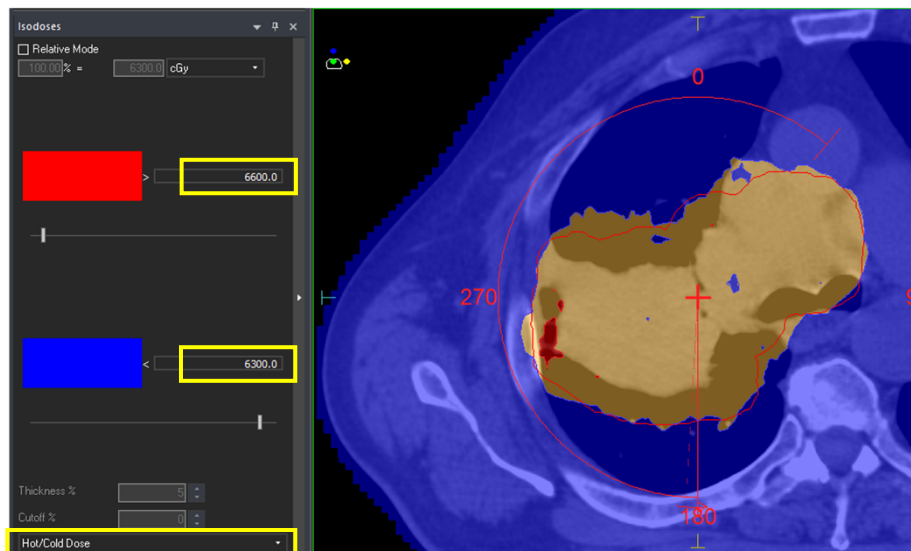 Isodoses
Relative Mode
100.00 % = 6300.0 cGy
> 6600.0
< 6300.0
Thickness % 5
Cutoff % 0
Hot/Cold Dose
0
270
9
180